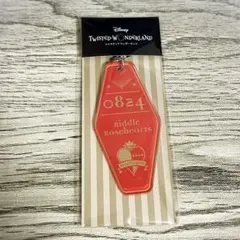 Disney
TWISTED WONDERLAND
0824
Riddle
Rosehearts